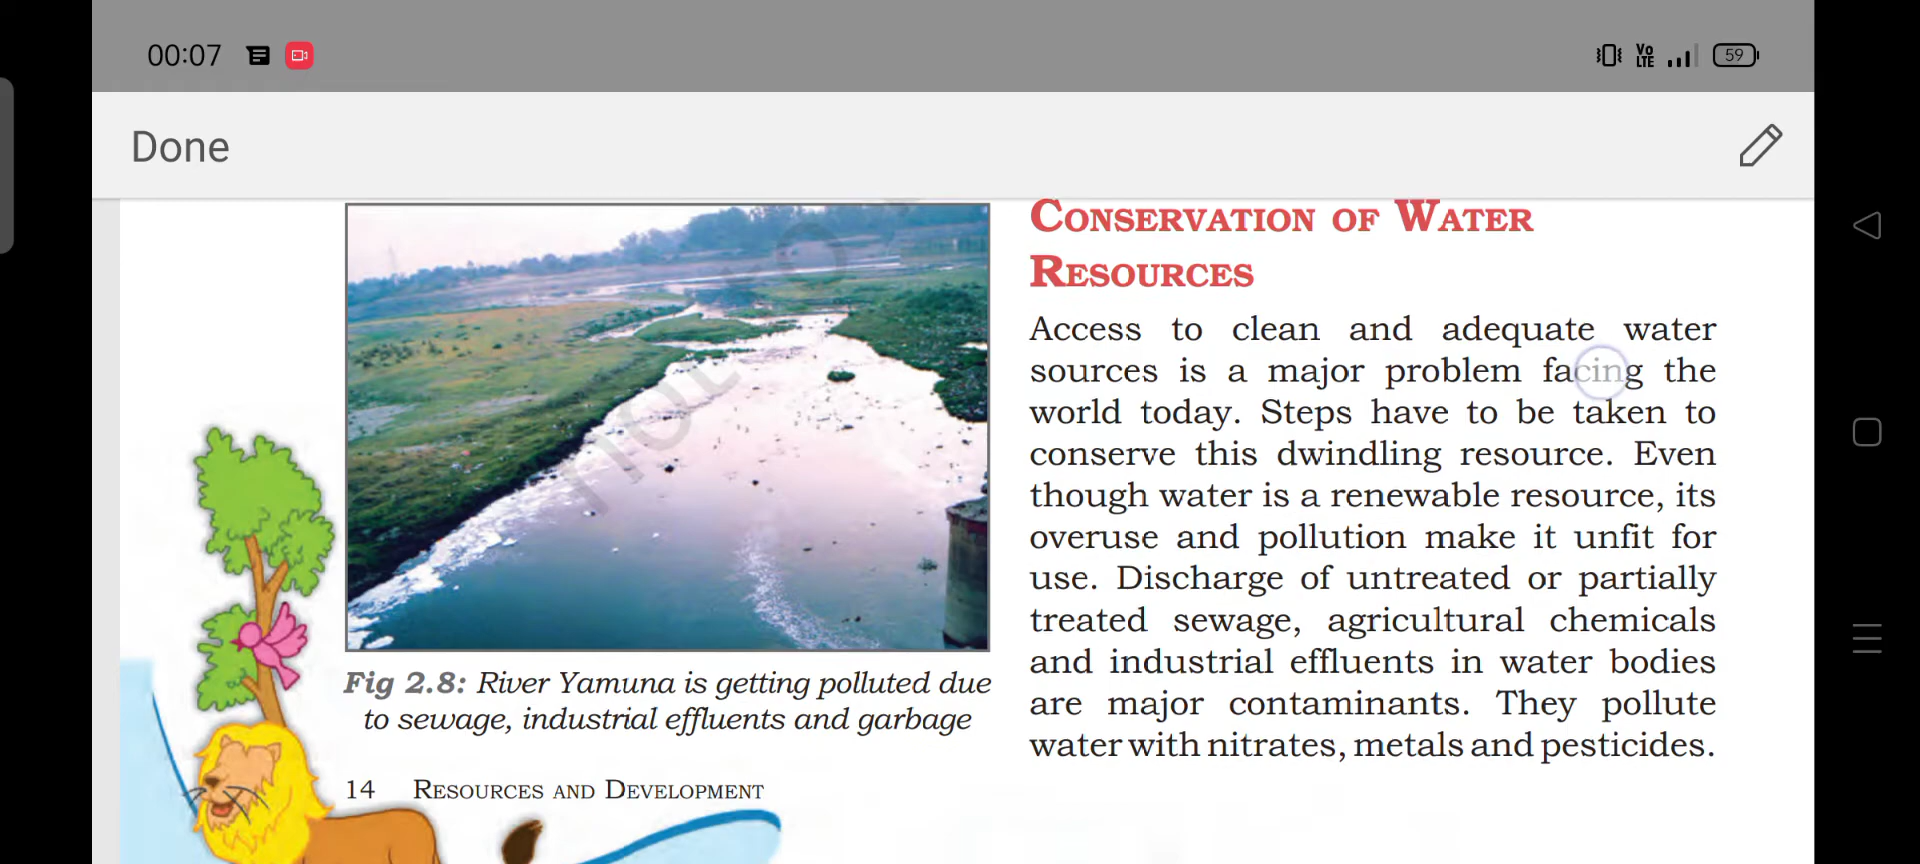 00:07
Vo
LTE
59
Done
CONSERVATION OF WATER
RESOURCES
Access to clean and adequate water
sources is a major problem facing the
world today. Steps have to be taken to
conserve this dwindling resource. Even
though water is a renewable resource, its
overuse and pollution make it unfit for
use. Discharge of untreated or partially
treated sewage, agricultural chemicals
and industrial effluents in water bodies
are major contaminants. They pollute
water with nitrates, metals and pesticides.
Fig 2.8: River Yamuna is getting polluted due
to sewage, industrial effluents and garbage
14 RESOURCES AND DEVELOPMENT
not